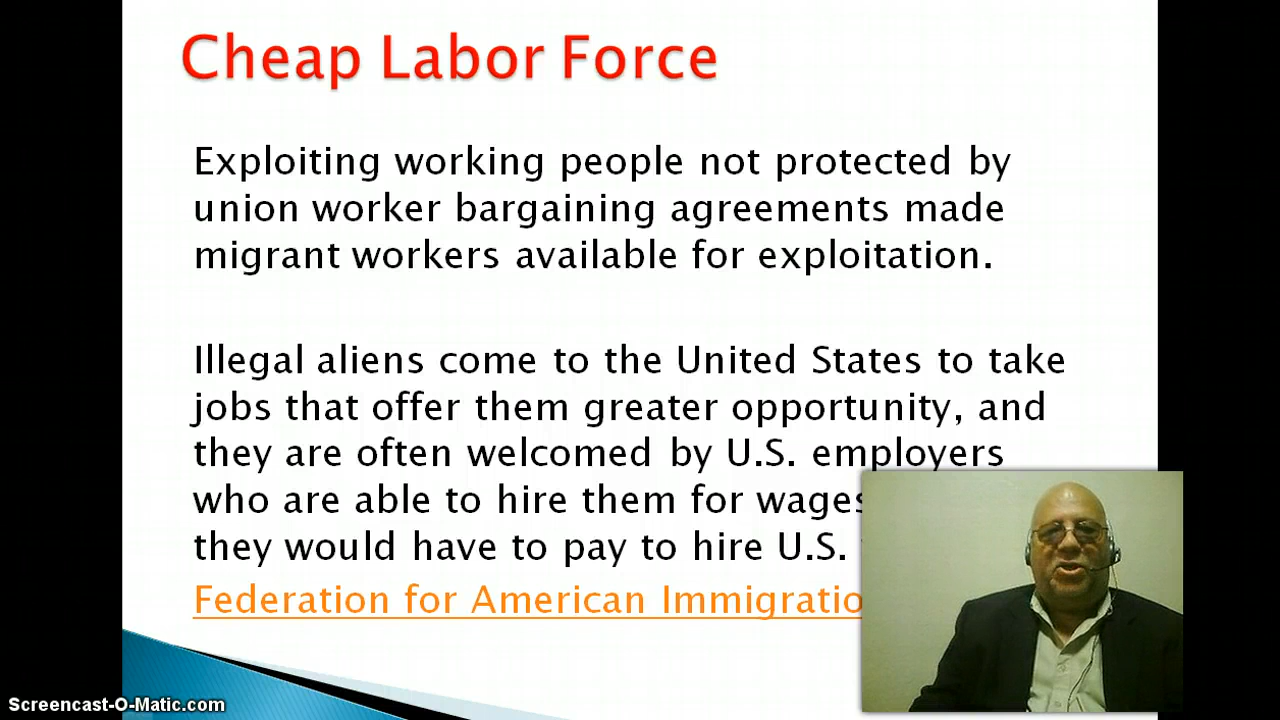 Cheap Labor Force
Exploiting working people not protected by
union worker bargaining agreements made
migrant workers available for exploitation.
Illegal aliens come to the United States to take
jobs that offer them greater opportunity, and
they are often welcomed by U.S. employers
who are able to hire them for wages
they would have to pay to hire U.S.
Federation for American
Screencast-O-Matic.com